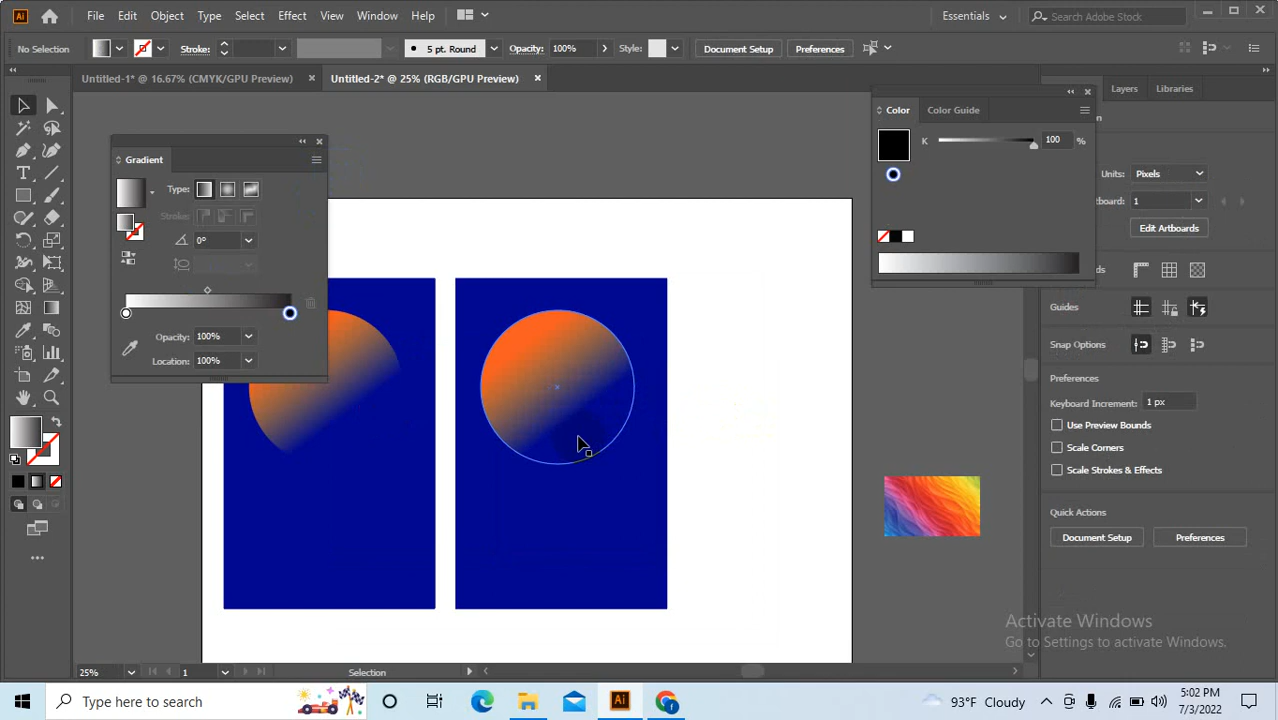 Ai File Edit Object Type Select Effect View Window Help Essentials Search Adobe Stock
No Selection Stroke: 5 pt. Round Opacity: 100% Style: Document Setup Preferences
Untitled-1* @ 16.67% (CMYK/GPU Preview) Untitled-2* @ 25% (RGB/GPU Preview)
Layers Libraries
Color Color Guide
K 100 %
Gradient
Type:
Stroke:
0°
Opacity: 100%
Location: 100%
Units: Pixels
1
Edit Artboards
Guides
Snap Options
Preferences
Keyboard Increment: 1 px
Use Preview Bounds
Scale Corners
Scale Strokes & Effects
Quick Actions
Document Setup Preferences
Activate Windows
Go to Settings to activate Windows.
25% 1 Selection
Type here to search Ai 93°F Cloudy 5:02 PM
7/3/2022